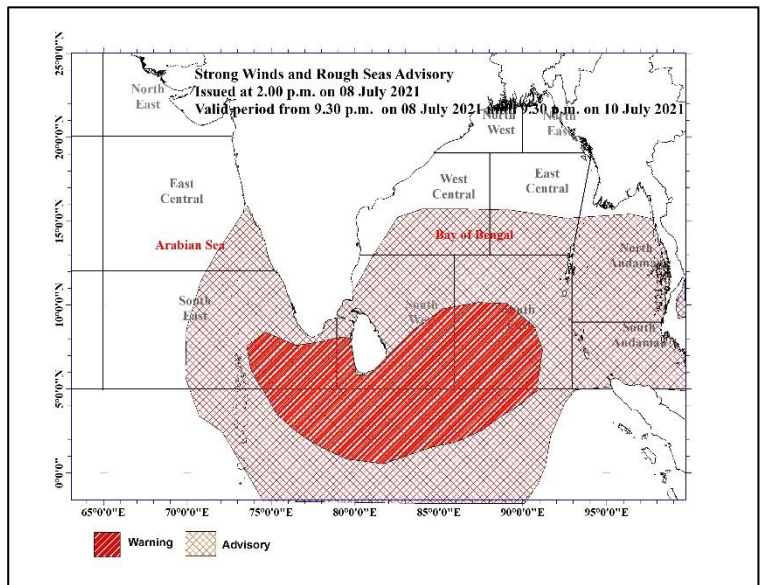 Strong Winds and Rough Seas Advisory
Issued at 2.00 p.m. on 08 July 2021
Valid period from 9.30 p.m. on 08 July 2021 9.30 p.m. on 10 July 2021
25°0'0"N
20°0'0"N
15°0'0"N
10°0'0"N
5°0'0"N
0°0'0"
North
East
North
West
North
East
East
Central
West
Central
East
Central
Arabian Sea
Bay of Bengal
North
Andaman
South
East
South
West
South
South
Andaman
65°0'0"E
70°0'0"E
75°0'0"E
80°0'0"E
85°0'0"E
90°0'0"E
95°0'0"E
Warning
Advisory